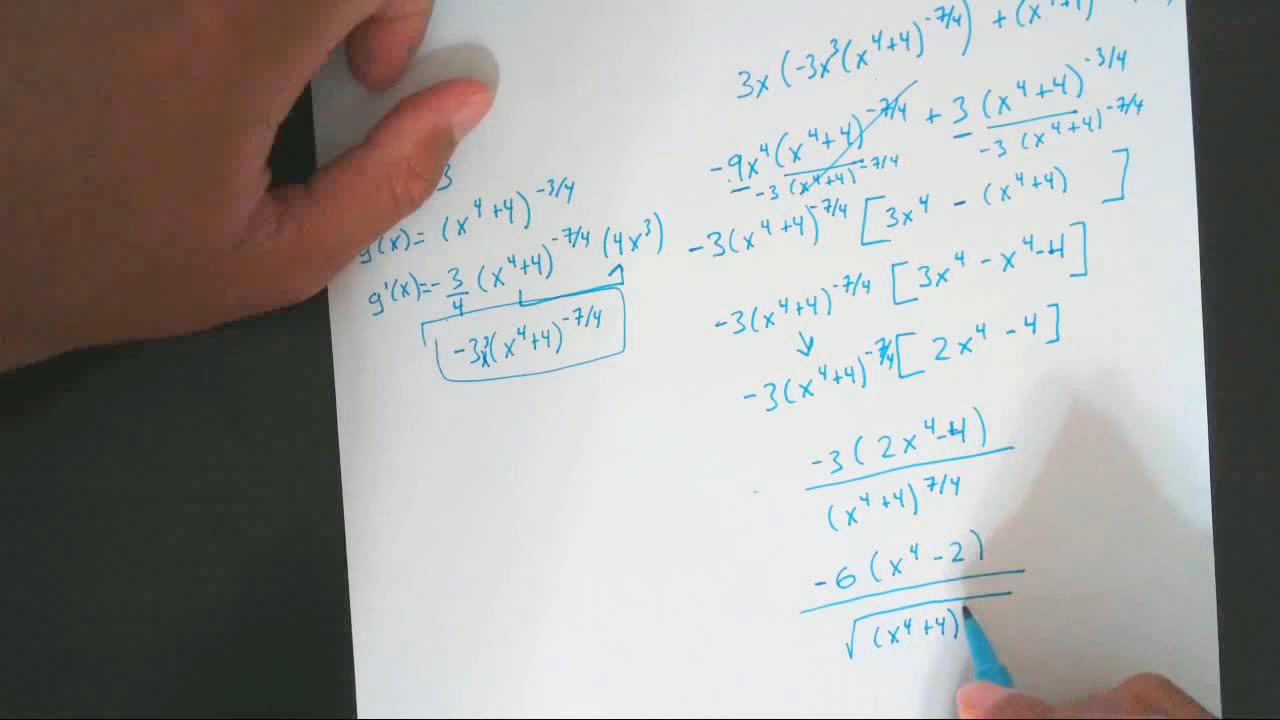 3
g(x) = (x⁴+4)^(-3/4)
g'(x) = -3/4 (x⁴+4)^(-7/4) (4x³)
-3x³(x⁴+4)^(-7/4)
3x (-3x³(x⁴+4)^(-7/4)) + (x⁴+4)
-9x⁴(x⁴+4)^(-7/4) / -3 (x⁴+4)^(-7/4) + 3 (x⁴+4)^(-3/4) / -3 (x⁴+4)^(-7/4)
-3(x⁴+4)^(-7/4) [3x⁴ - (x⁴+4)]
-3(x⁴+4)^(-7/4) [3x⁴ - x⁴ - 4]
-3(x⁴+4)^(-7/4) [2x⁴ - 4]
-3(2x⁴-4) / (x⁴+4)^(7/4)
-6(x⁴-2) / √(x⁴+4)